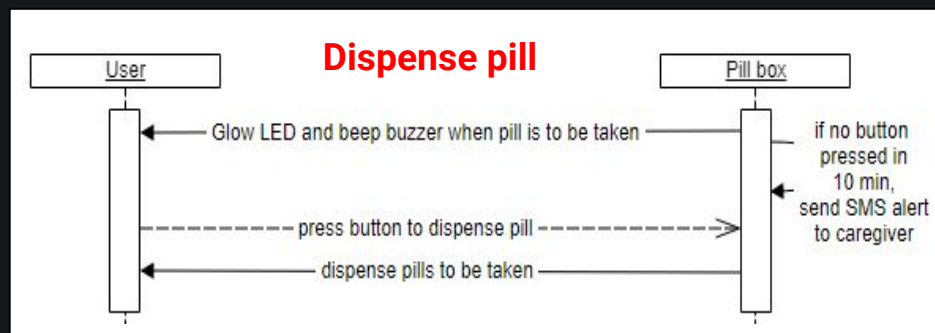 Dispense pill
User
Pill box
Glow LED and beep buzzer when pill is to be taken
if no button
pressed in
10 min,
send SMS alert
to caregiver
press button to dispense pill
dispense pills to be taken